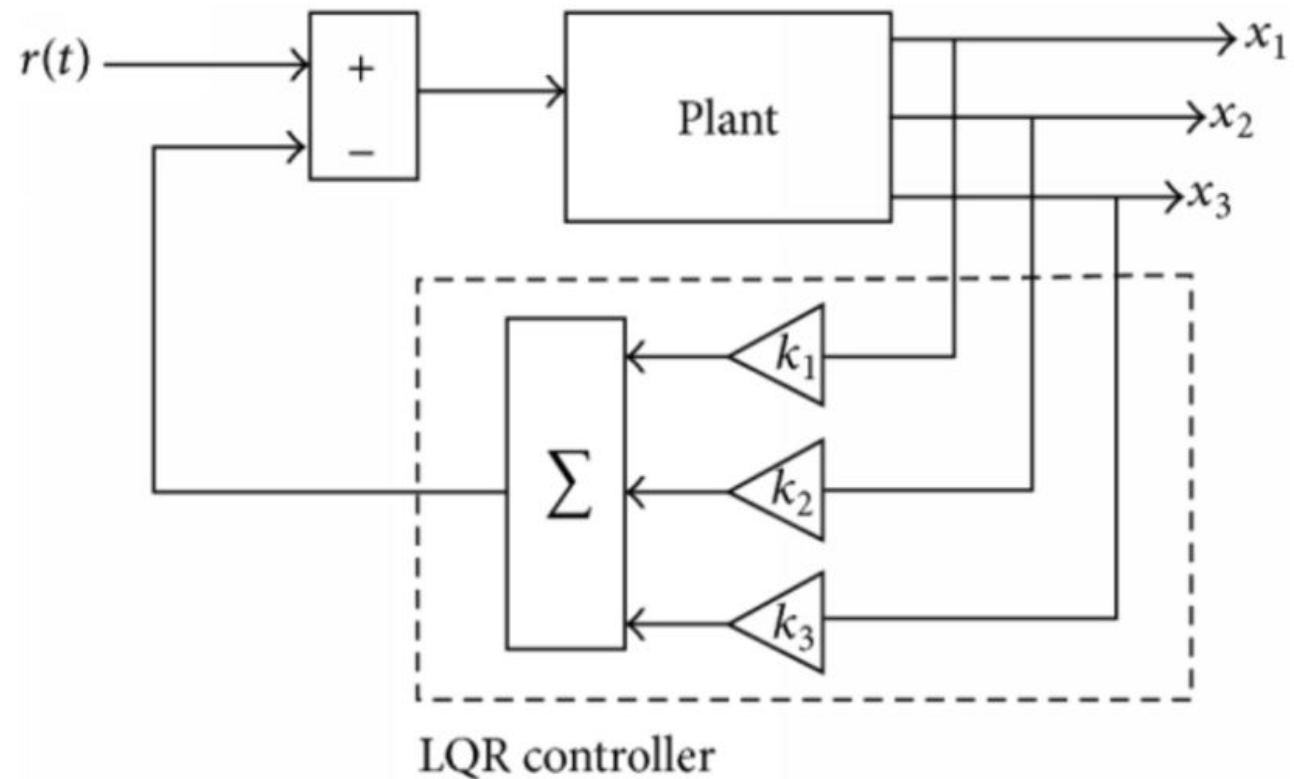 r(t)
+
−
Plant
x₁
x₂
x₃
k₁
k₂
k₃
∑
LQR controller